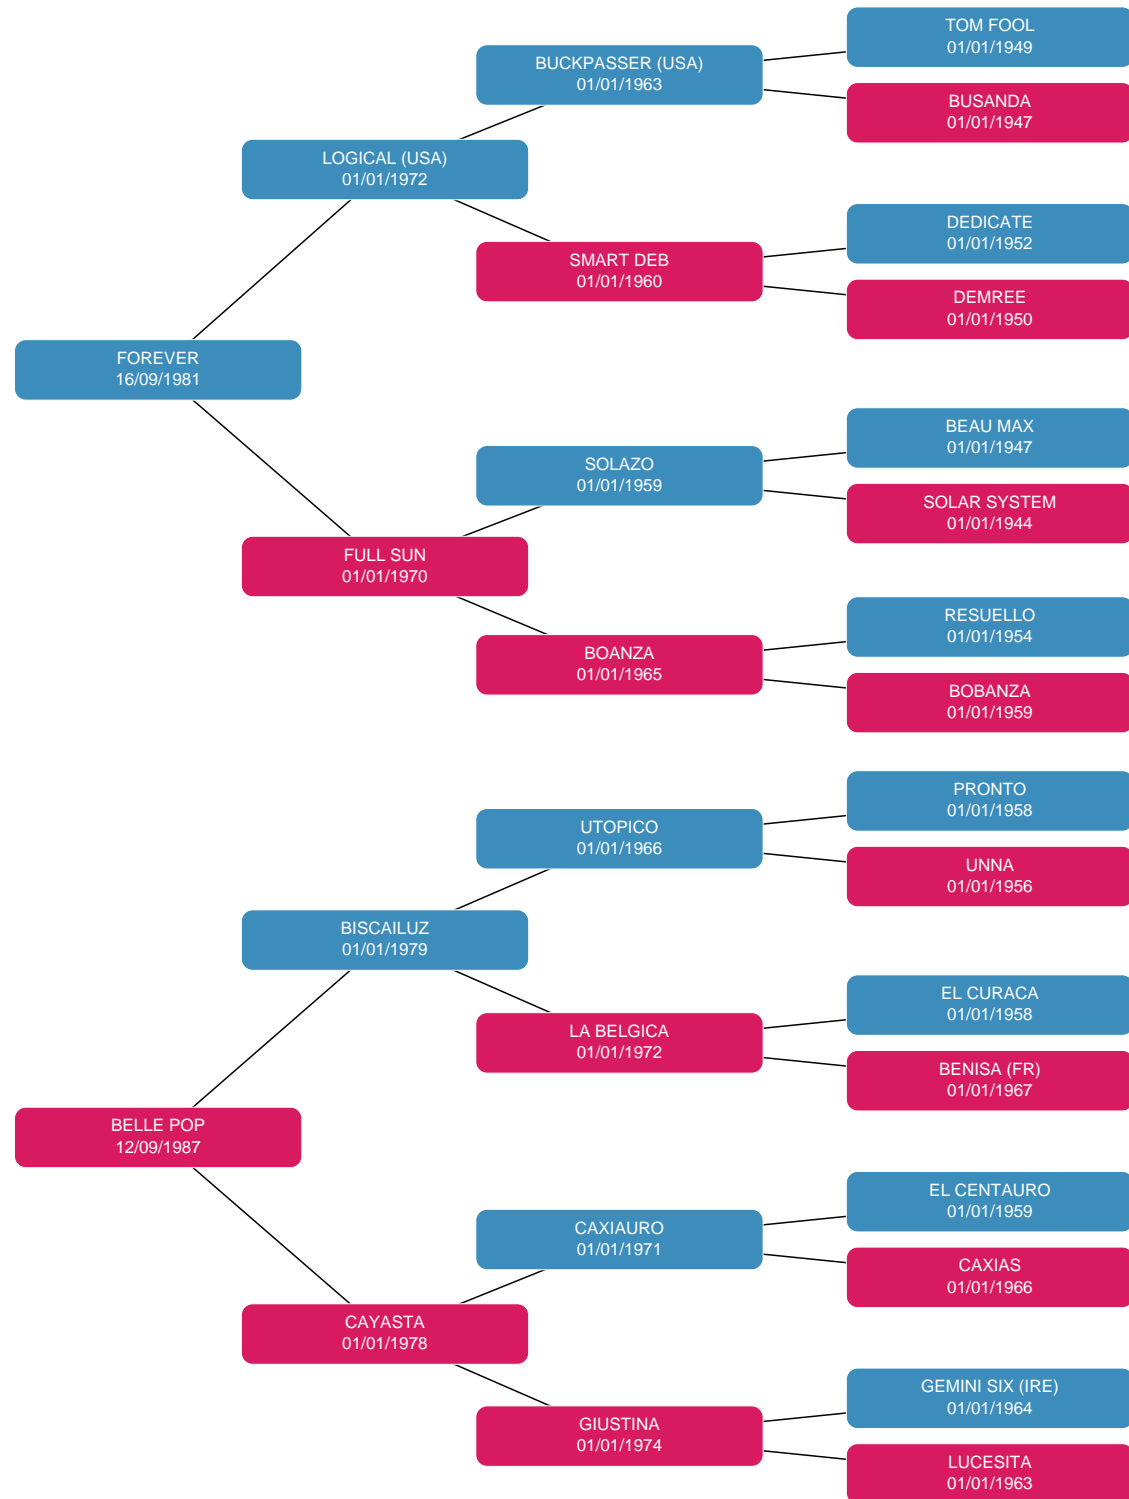 TOM FOOL
01/01/1949
BUCKPASSER (USA)
01/01/1963
BUSANDA
01/01/1947
LOGICAL (USA)
01/01/1972
DEDICATE
01/01/1952
SMART DEB
01/01/1960
DEMREE
01/01/1950
FOREVER
16/09/1981
BEAU MAX
01/01/1947
SOLAZO
01/01/1959
SOLAR SYSTEM
01/01/1944
FULL SUN
01/01/1970
RESUELLO
01/01/1954
BOANZA
01/01/1965
BOBANZA
01/01/1959
PRONTO
01/01/1958
UTOPICO
01/01/1966
UNNA
01/01/1956
BISCAILUZ
01/01/1979
EL CURACA
01/01/1958
LA BELGICA
01/01/1972
BENISA (FR)
01/01/1967
BELLE POP
12/09/1987
EL CENTAURO
01/01/1959
CAXIAURO
01/01/1971
CAXIAS
01/01/1966
CAYASTA
01/01/1978
GEMINI SIX (IRE)
01/01/1964
GIUSTINA
01/01/1974
LUCESITA
01/01/1963